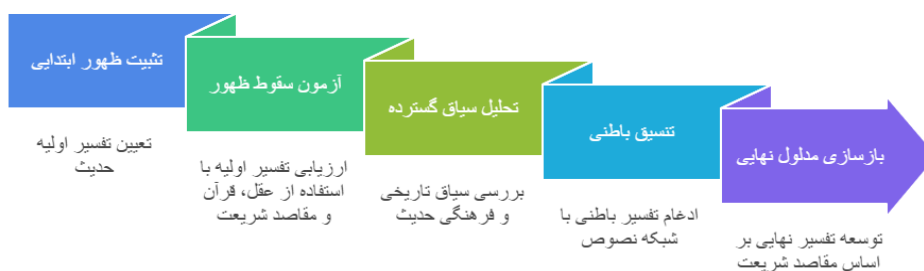 تثبیت ظهور ابتدایی
تعیین تفسیر اولیه
حدیث
آزمون سقوط ظهور
ارزیابی تفسیر اولیه با
استفاده از عقل، قرآن
و مقاصد شریعت
تحلیل سیاق گسترده
بررسی سیاق تاریخی
و فرهنگی حدیث
تنسیق باطنی
ادغام تفسیر باطنی با
شبکه نصوص
بازسازی مدلول نهایی
توسعه تفسیر نهایی بر
اساس مقاصد شریعت